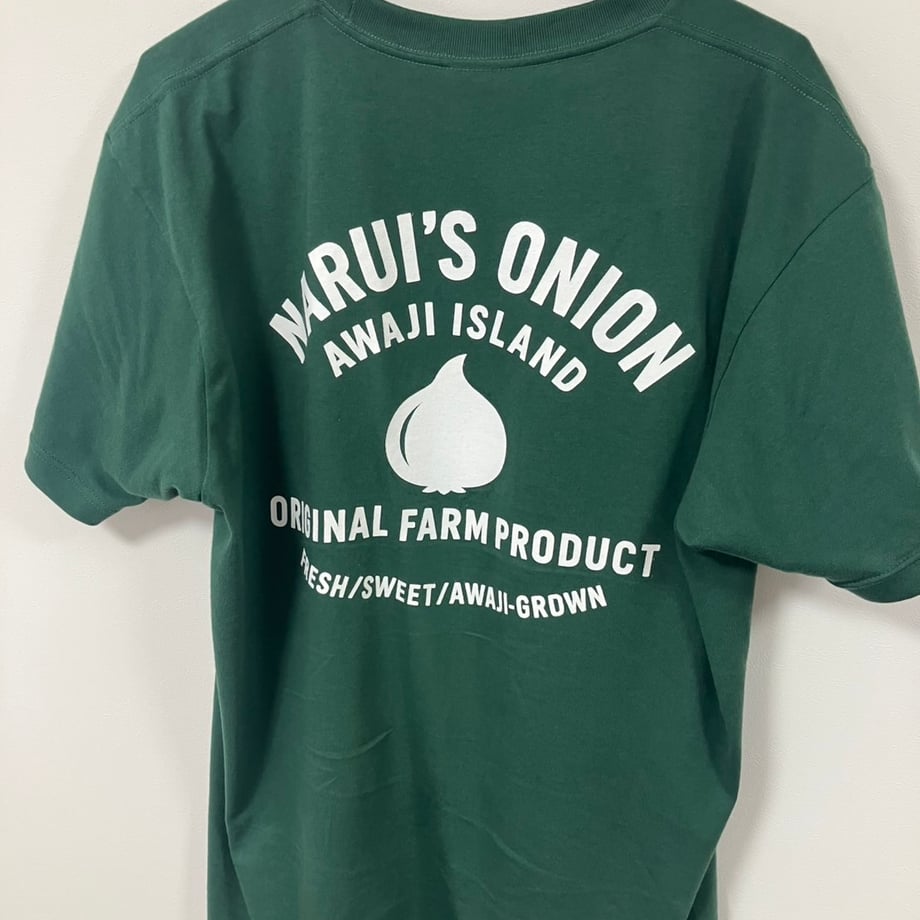 NARUI'S ONION
AWAJI ISLAND
ORIGINAL FARM PRODUCT
FRESH/SWEET/AWAJI-GROWN